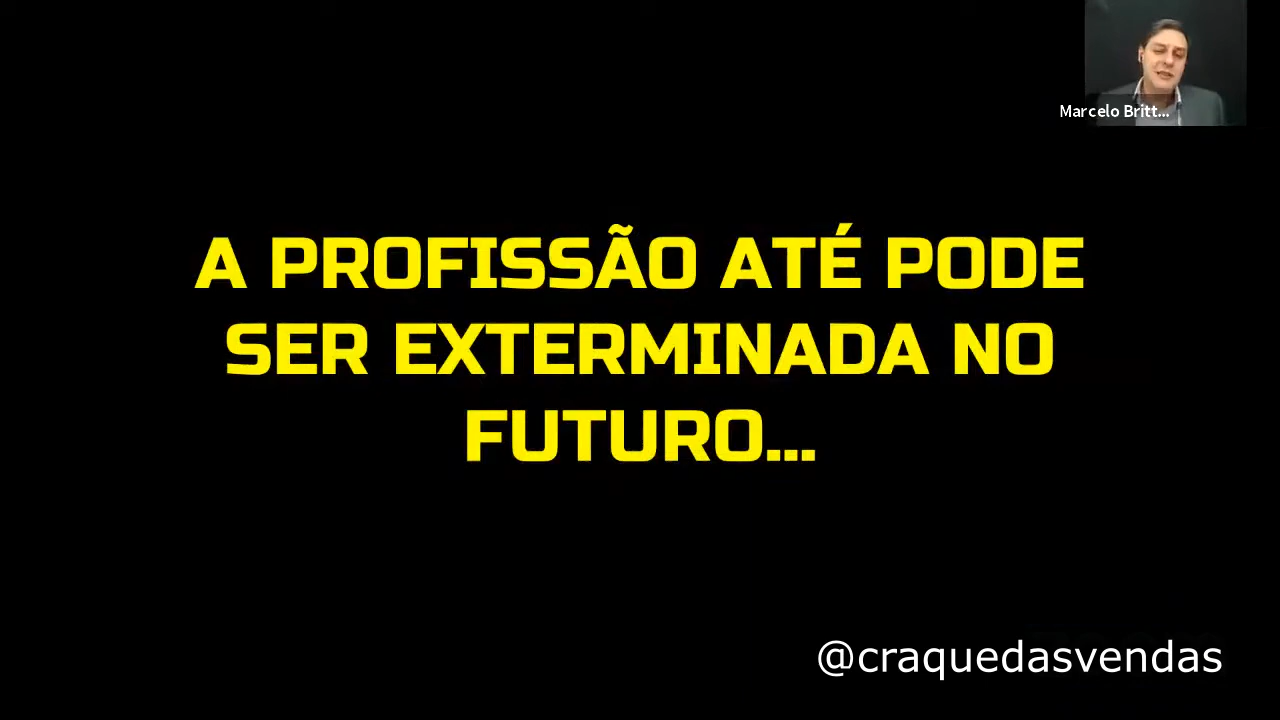 Marcelo Britt...
A PROFISSÃO ATÉ PODE
SER EXTERMINADA NO
FUTURO...
@craquedasvendas